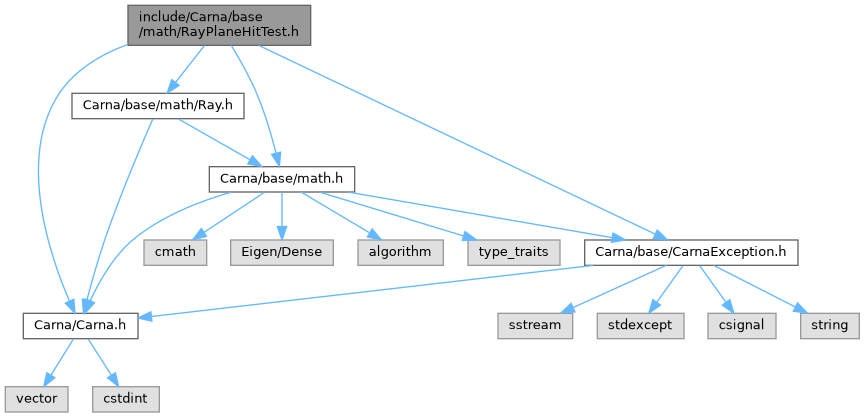 include/Carna/base
/math/RayPlaneHitTest.h
Carna/base/math/Ray.h
Carna/base/math.h
cmath
Eigen/Dense
algorithm
type_traits
Carna/base/CarnaException.h
Carna/Carna.h
sstream
stdexcept
csignal
string
vector
cstdint